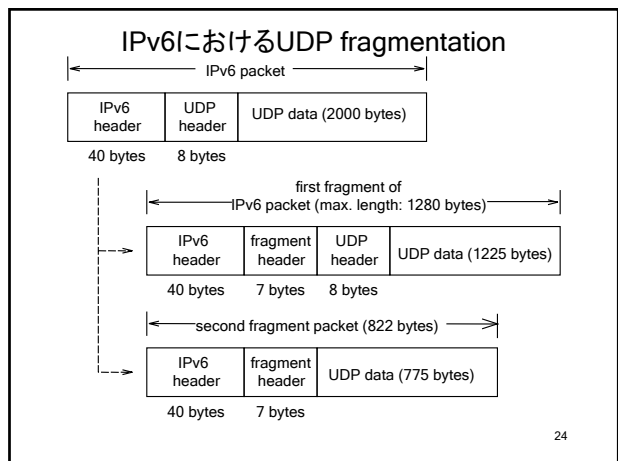 IPv6におけるUDP fragmentation
IPv6 packet
IPv6 header
UDP header
UDP data (2000 bytes)
40 bytes
8 bytes
first fragment of
IPv6 packet (max. length: 1280 bytes)
IPv6 header
fragment header
UDP header
UDP data (1225 bytes)
40 bytes
7 bytes
8 bytes
second fragment packet (822 bytes)
IPv6 header
fragment header
UDP data (775 bytes)
40 bytes
7 bytes
24